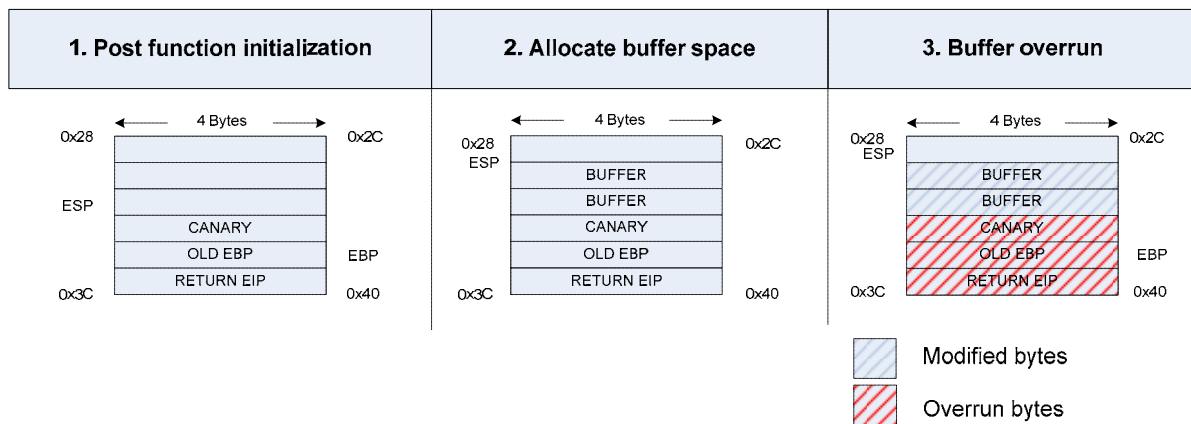 1. Post function initialization
2. Allocate buffer space
3. Buffer overrun
4 Bytes
0x28
0x2C
ESP
CANARY
OLD EBP
EBP
RETURN EIP
0x3C
0x40
4 Bytes
0x28
0x2C
ESP
BUFFER
BUFFER
CANARY
OLD EBP
RETURN EIP
0x3C
0x40
4 Bytes
0x28
0x2C
ESP
BUFFER
BUFFER
CANARY
OLD EBP
EBP
RETURN EIP
0x3C
0x40
Modified bytes
Overrun bytes